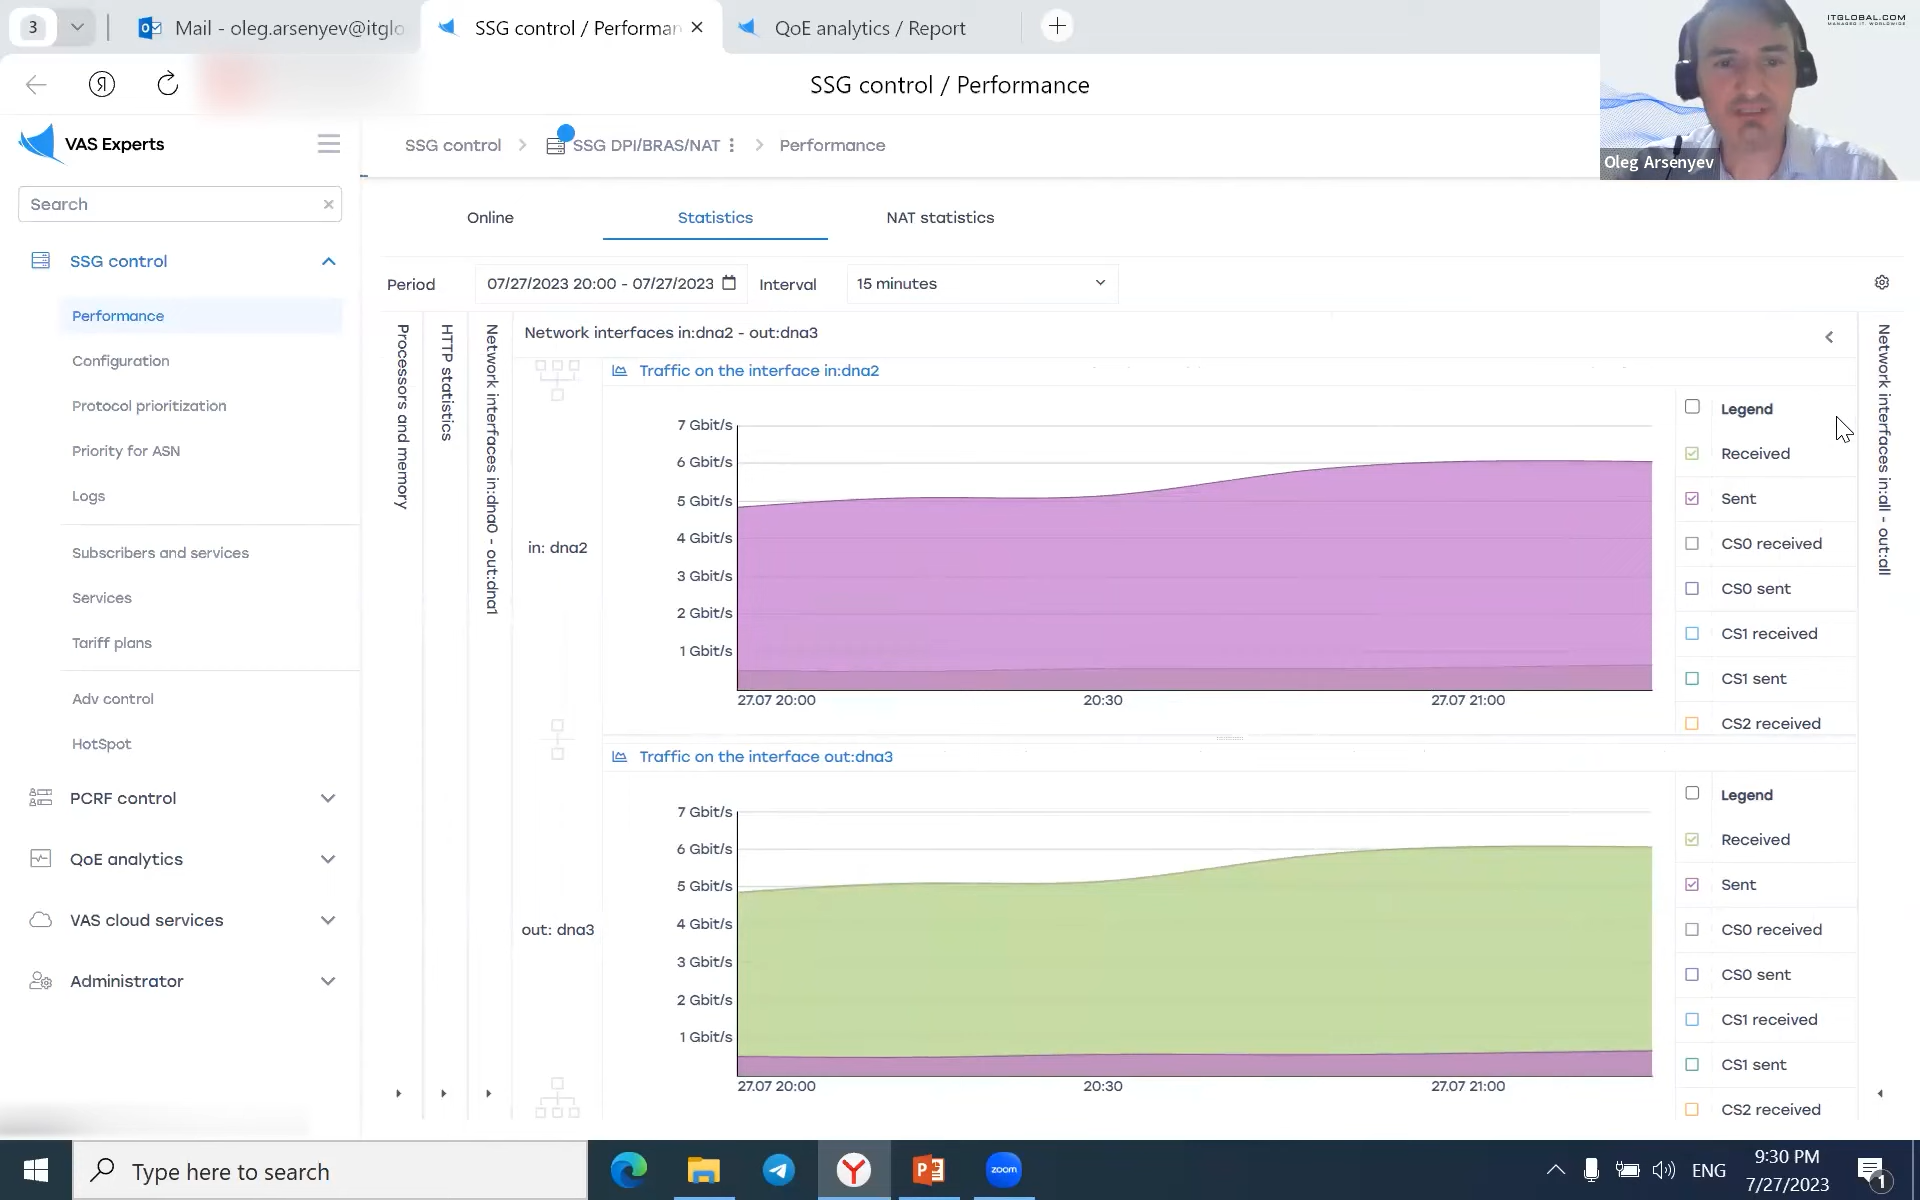 3
Mail - oleg.arsenyev@itglo
SSG control / Performan
QoE analytics / Report
ITGLOBAL.COM
MANAGED IT. WORLDWIDE
Я
SSG control / Performance
Oleg Arsenyev
VAS Experts
SSG control
SSG DPI/BRAS/NAT
Performance
Search
Online
Statistics
NAT statistics
SSG control
Performance
Configuration
Protocol prioritization
Priority for ASN
Logs
Subscribers and services
Services
Tariff plans
Adv control
HotSpot
PCRF control
QoE analytics
VAS cloud services
Administrator
Period
07/27/2023 20:00 - 07/27/2023
Interval
15 minutes
Processors and memory
HTTP statistics
Network interfaces in:dna0 - out:dna1
Network interfaces in:dna2 - out:dna3
in: dna2
Traffic on the interface in:dna2
7 Gbit/s
6 Gbit/s
5 Gbit/s
4 Gbit/s
3 Gbit/s
2 Gbit/s
1 Gbit/s
27.07 20:00
20:30
27.07 21:00
Legend
Received
Sent
CS0 received
CS0 sent
CS1 received
CS1 sent
CS2 received
out: dna3
Traffic on the interface out:dna3
7 Gbit/s
6 Gbit/s
5 Gbit/s
4 Gbit/s
3 Gbit/s
2 Gbit/s
1 Gbit/s
27.07 20:00
20:30
27.07 21:00
Legend
Received
Sent
CS0 received
CS0 sent
CS1 received
CS1 sent
CS2 received
Network interfaces in:all - out:all
Type here to search
Y
zoom
ENG
9:30 PM
7/27/2023
1